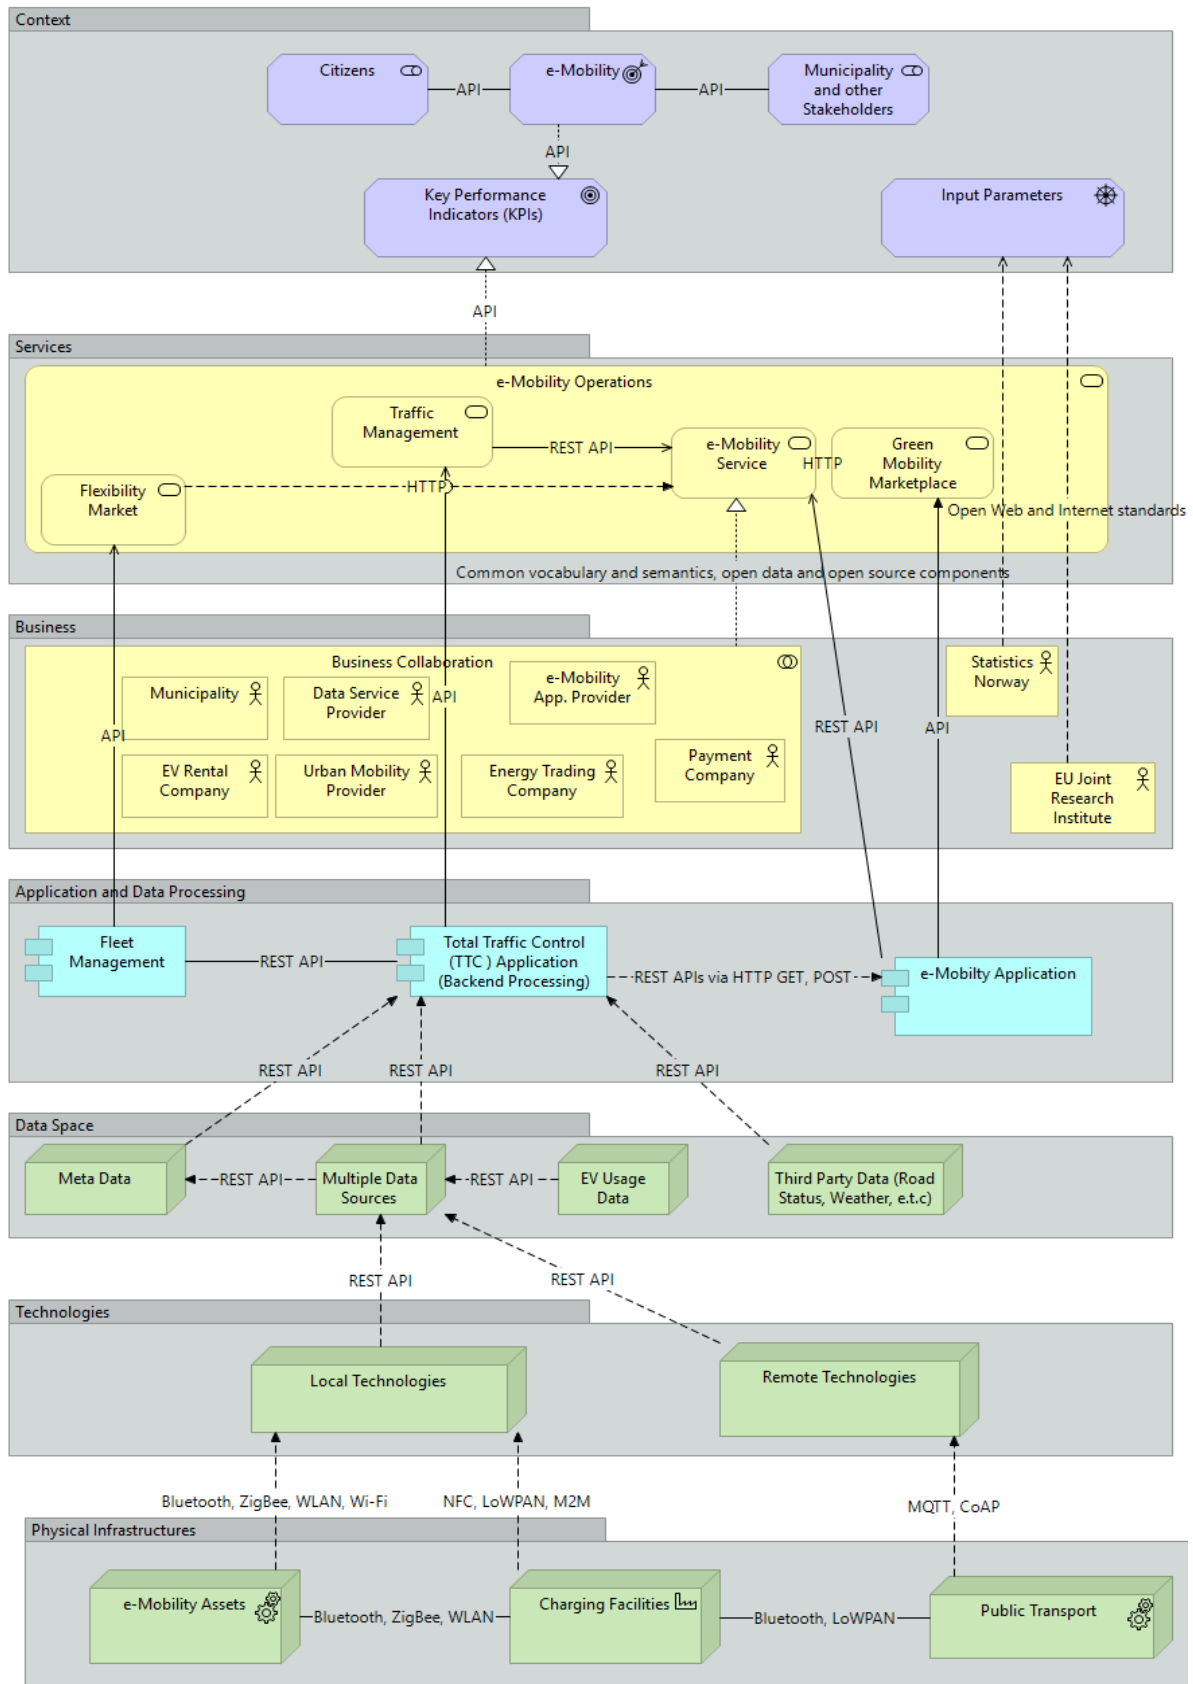 Context
Citizens
API
e-Mobility
API
Municipality
and other
Stakeholders
API
Key Performance
Indicators (KPIs)
Input Parameters
API
Services
e-Mobility Operations
Traffic
Management
REST API
e-Mobility
Service
HTTP
Green
Mobility
Marketplace
Flexibility
Market
HTTP
Open Web and Internet standards
Common vocabulary and semantics, open data and open source components
Business
Business Collaboration
Municipality
Data Service
Provider
e-Mobility
App. Provider
Statistics
Norway
API
API
REST API
API
EV Rental
Company
Urban Mobility
Provider
Energy Trading
Company
Payment
Company
EU Joint
Research
Institute
Application and Data Processing
Fleet
Management
REST API
Total Traffic Control
(TTC ) Application
(Backend Processing)
REST APIs via HTTP GET, POST
e-Mobilty Application
REST API
REST API
REST API
Data Space
Meta Data
REST API
Multiple Data
Sources
REST API
EV Usage
Data
Third Party Data (Road
Status, Weather, e.t.c)
REST API
REST API
Technologies
Local Technologies
Remote Technologies
Bluetooth, ZigBee, WLAN, Wi-Fi
NFC, LoWPAN, M2M
MQTT, CoAP
Physical Infrastructures
e-Mobility Assets
Bluetooth, ZigBee, WLAN
Charging Facilities
Bluetooth, LoWPAN
Public Transport